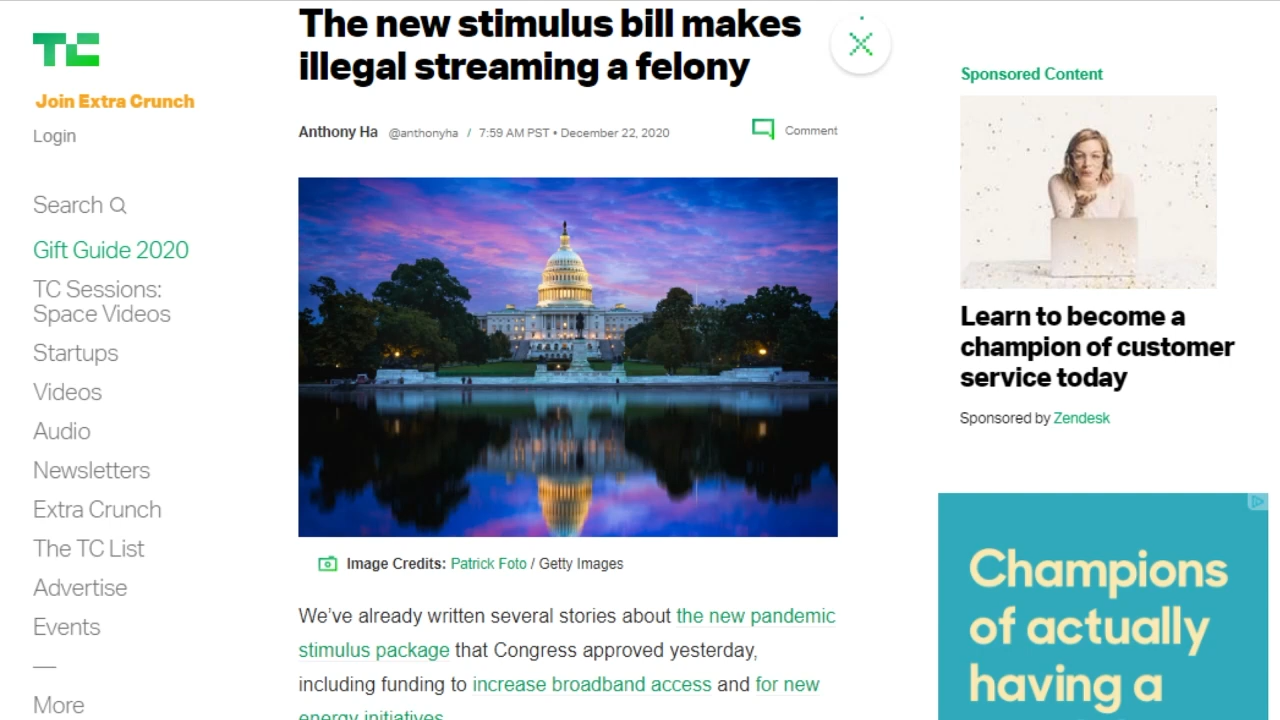 TC
Join Extra Crunch
Login
Search
Gift Guide 2020
TC Sessions:
Space Videos
Startups
Videos
Audio
Newsletters
Extra Crunch
The TC List
Advertise
Events
—
More
The new stimulus bill makes
illegal streaming a felony
Anthony Ha @anthonyha / 7:59 AM PST • December 22, 2020
Comment
Image Credits: Patrick Foto / Getty Images
We’ve already written several stories about the new pandemic
stimulus package that Congress approved yesterday,
including funding to increase broadband access and for new
energy initiatives.
Sponsored Content
Learn to become a
champion of customer
service today
Sponsored by Zendesk
Champions
of actually
having a